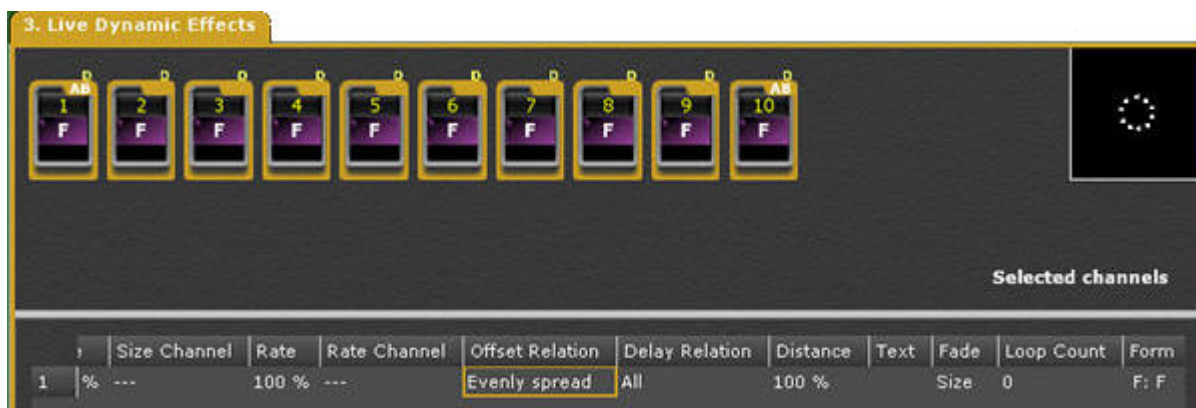 3. Live Dynamic Effects
D D D D D D D D D D
AB AB
1 2 3 4 5 6 7 8 9 10
F F F F F F F F F F
Selected channels
Size Channel Rate Rate Channel Offset Relation Delay Relation Distance Text Fade Loop Count Form
1 % --- 100 % --- Evenly spread All 100 % Size 0 F: F